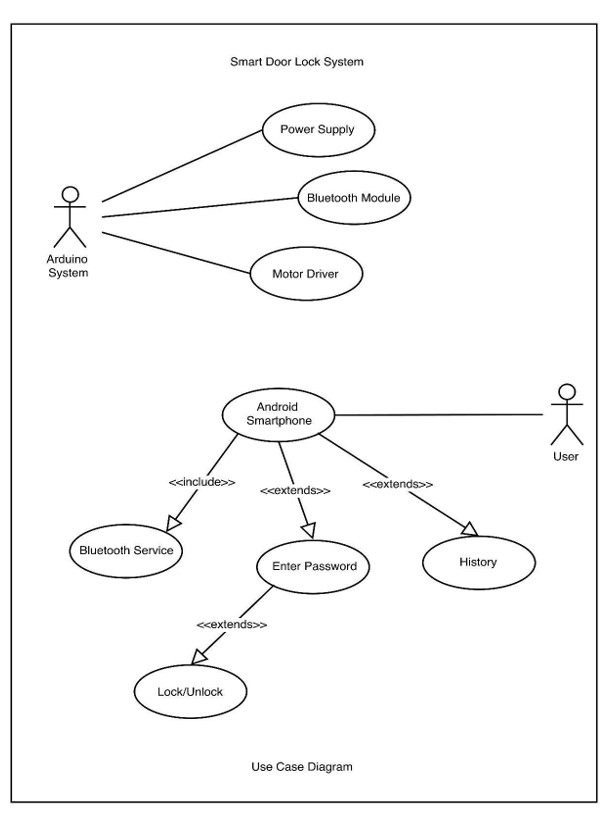 Smart Door Lock System
Power Supply
Bluetooth Module
Arduino
System
Motor Driver
Android
Smartphone
User
<<include>>
<<extends>>
<<extends>>
Bluetooth Service
Enter Password
History
<<extends>>
Lock/Unlock
Use Case Diagram